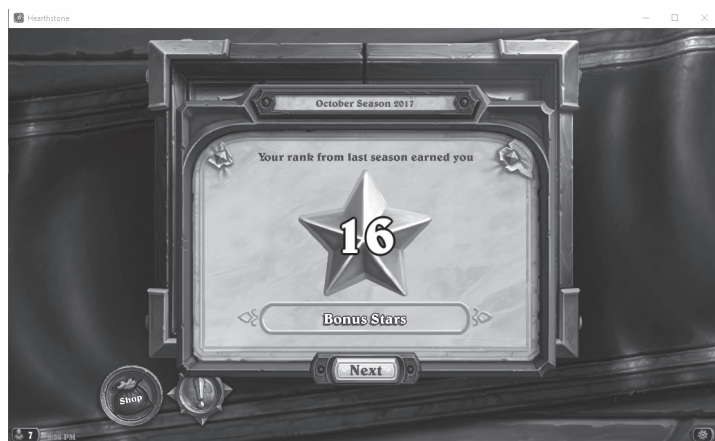 Hearthstone
October Season 2017
Your rank from last season earned you
16
Bonus Stars
Next
Shop
7